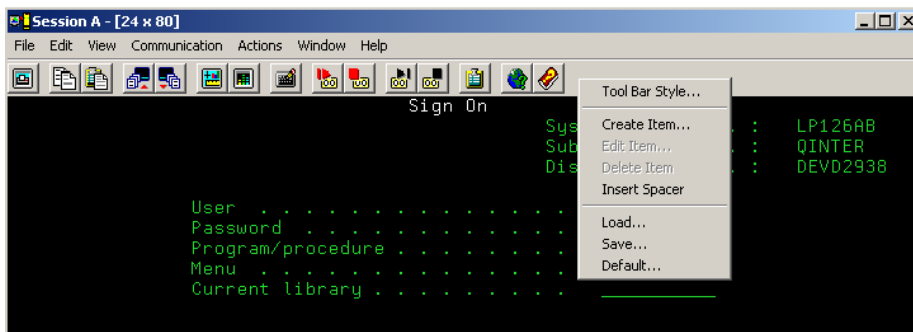 Session A - [24 x 80]
File Edit View Communication Actions Window Help
Sign On
Sys . : LP126AB
Sub . : QINTER
Dis . : DEVD2938
User . . . . . . . . . . . . . .
Password . . . . . . . . . . . .
Program/procedure . . . . . . . .
Menu . . . . . . . . . . . . . .
Current library . . . . . . . . .
Tool Bar Style...
Create Item...
Edit Item...
Delete Item
Insert Spacer
Load...
Save...
Default...